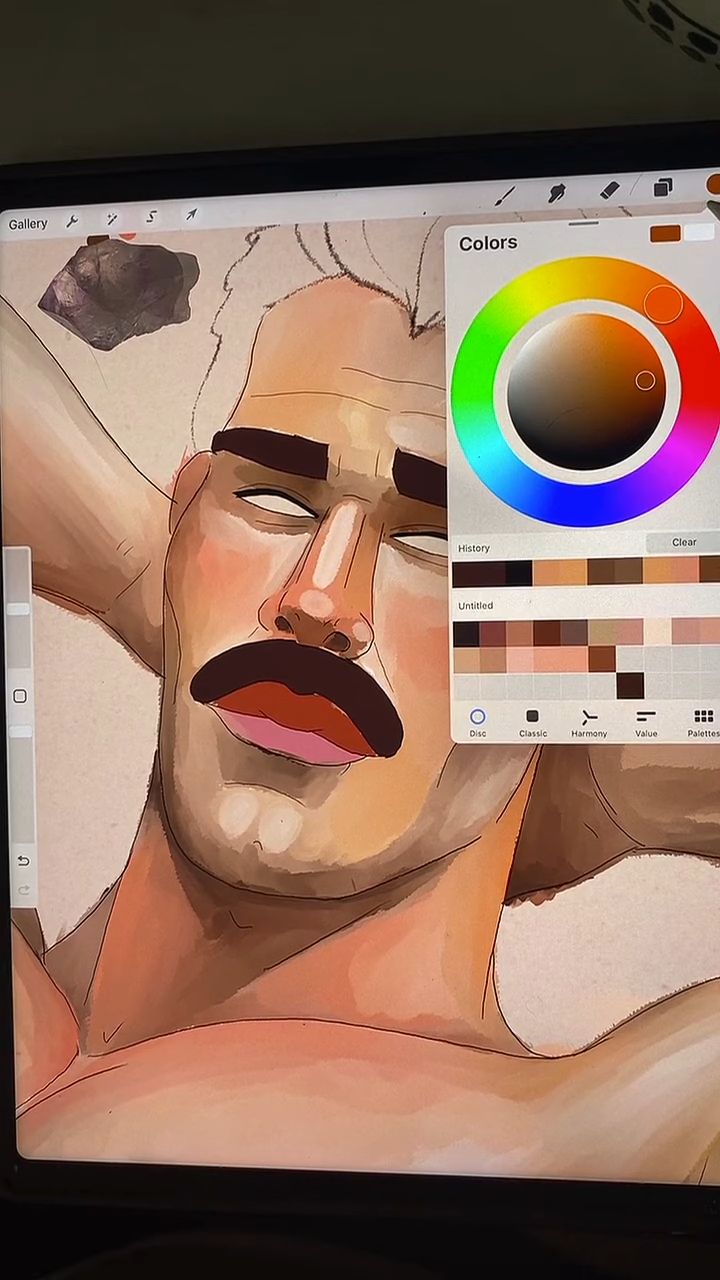 Gallery
Colors
History
Clear
Untitled
Disc
Classic
Harmony
Value
Palettes